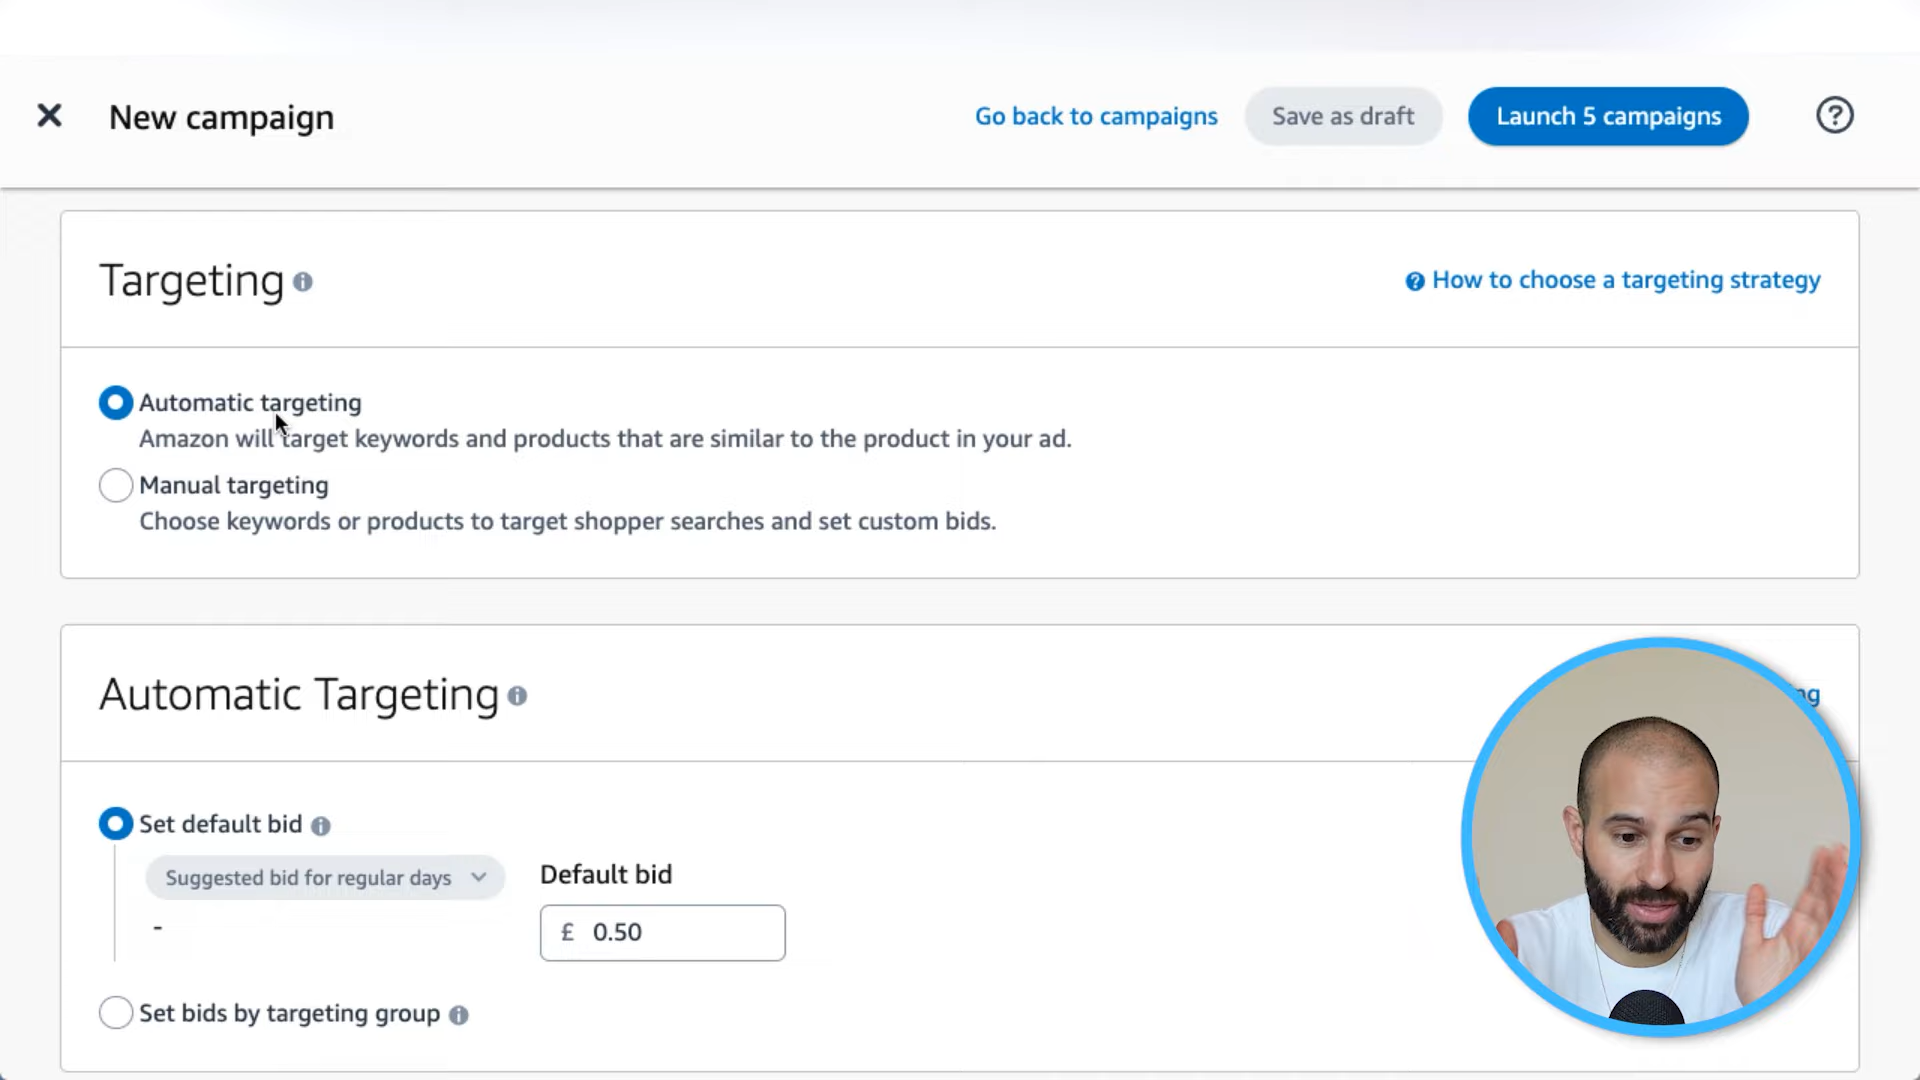 New campaign
Go back to campaigns
Save as draft
Launch 5 campaigns
Targeting
How to choose a targeting strategy
Automatic targeting
Amazon will target keywords and products that are similar to the product in your ad.
Manual targeting
Choose keywords or products to target shopper searches and set custom bids.
Automatic Targeting
Set default bid
Suggested bid for regular days
-
Default bid
£ 0.50
Set bids by targeting group